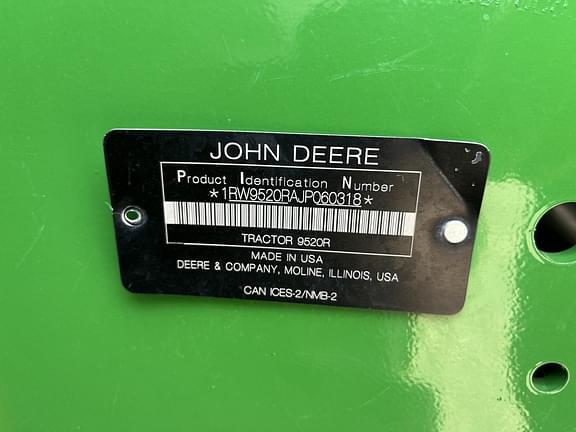 JOHN DEERE
Product Identification Number
*1RW9520RAJP060318*
TRACTOR 9520R
MADE IN USA
DEERE & COMPANY, MOLINE, ILLINOIS, USA
CAN ICES-2/NMB-2